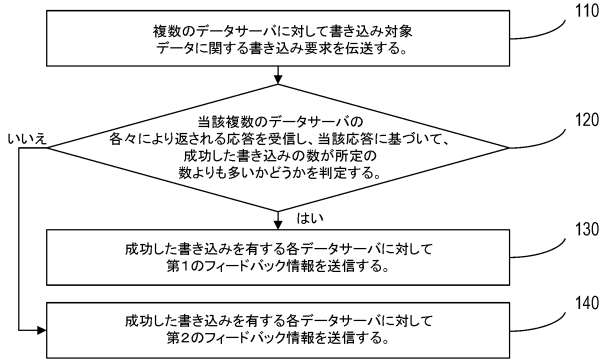 110
複数のデータサーバに対して書き込み対象
データに関する書き込み要求を伝送する。
120
当該複数のデータサーバの
各々により返される応答を受信し、当該応答に基づいて、
成功した書き込みの数が所定の
数よりも多いかどうかを判定する。
いいえ
はい
130
成功した書き込みを有する各データサーバに対して
第1のフィードバック情報を送信する。
140
成功した書き込みを有する各データサーバに対して
第2のフィードバック情報を送信する。